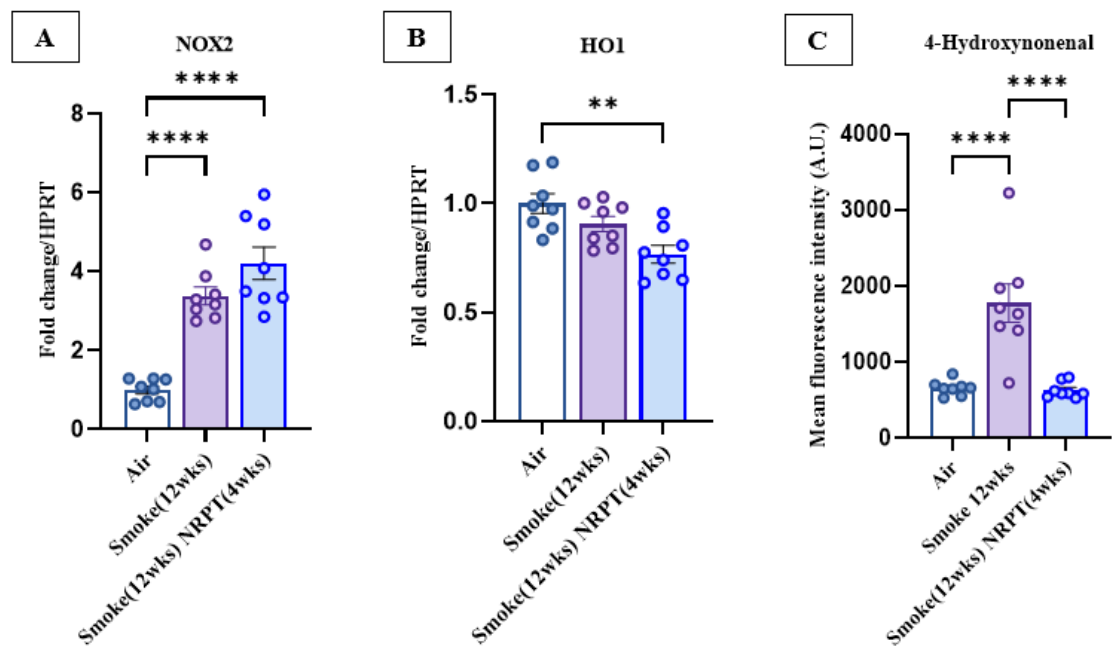 A
NOX2
****
****
Fold change/HPRT
8
6
4
2
0
Air
Smoke(12wks)
Smoke(12wks) NRPT(4wks)
B
HO1
**
Fold change/HPRT
1.5
1.0
0.5
0.0
Air
Smoke(12wks)
Smoke(12wks) NRPT(4wks)
C
4-Hydroxynonenal
****
****
Mean fluorescence intensity (A.U.)
4000
3000
2000
1000
0
Air
Smoke 12wks
Smoke(12wks) NRPT(4wks)